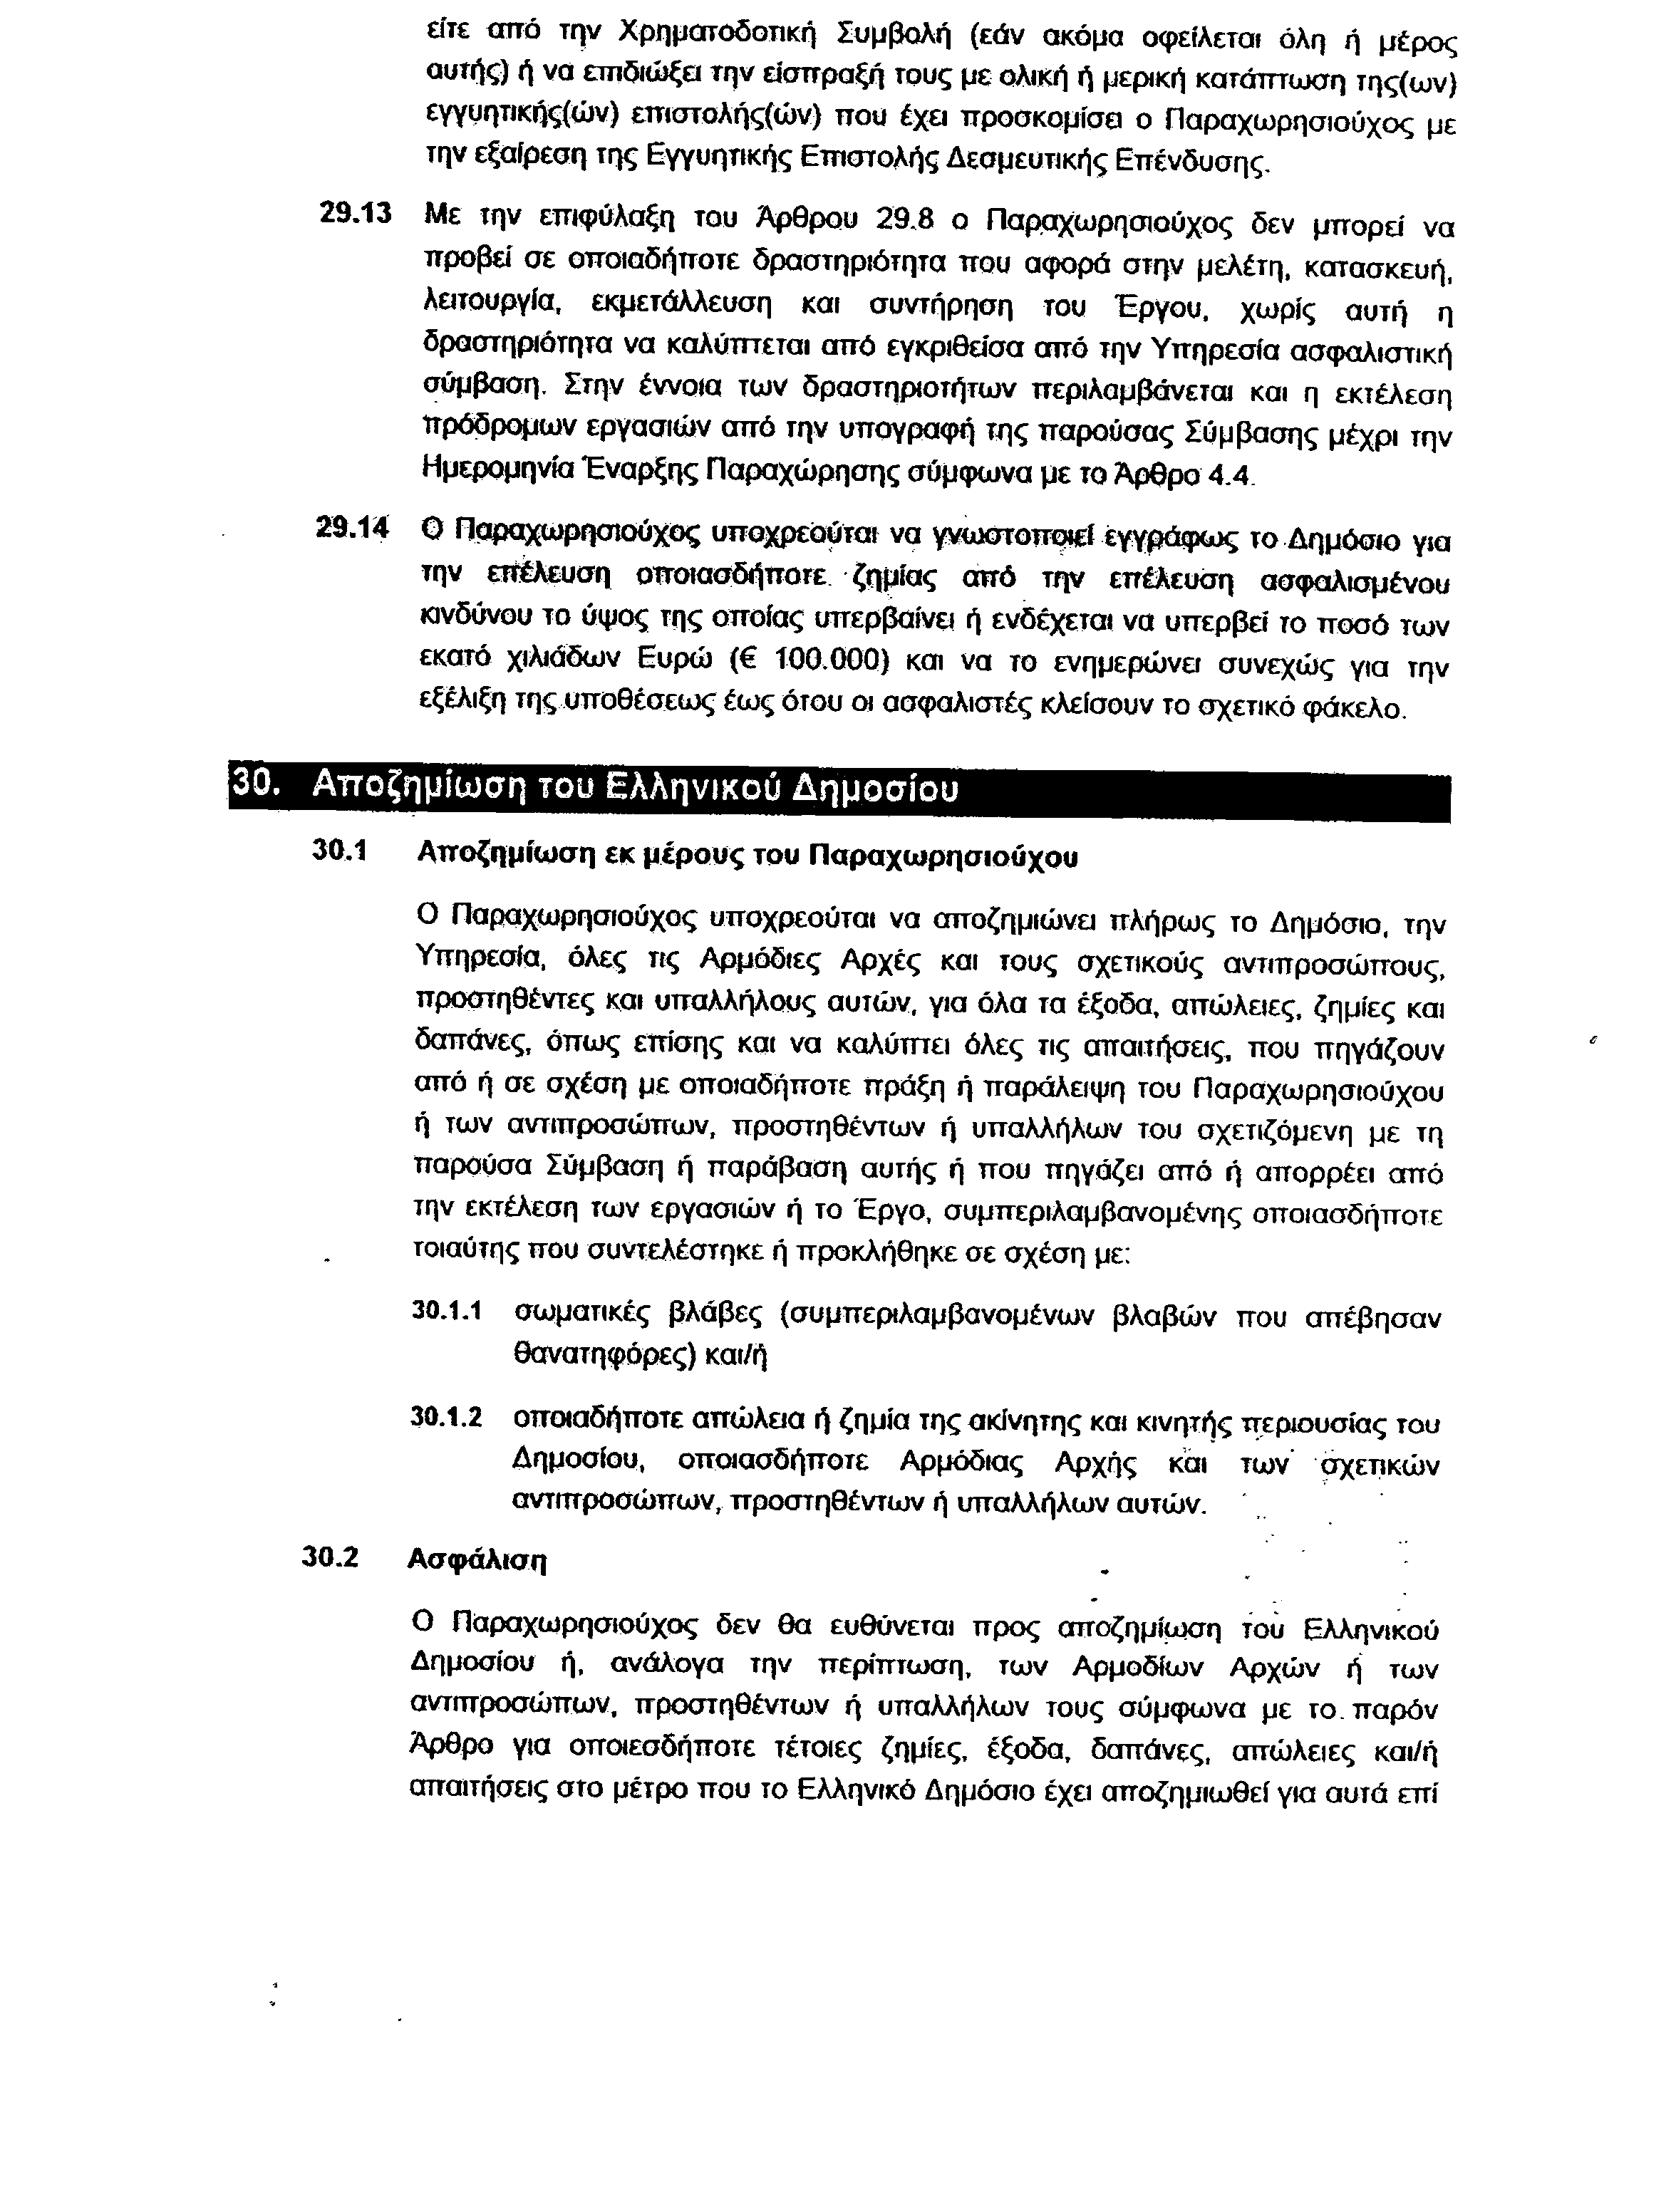 είτε από την Χρηματοδοτική Συμβολή (εάν ακόμα οφείλεται όλη ή μέρος
αυτής) ή να επιδιώξει την είσπραξή τους με ολική ή μερική κατάπτωση της(ων)
εγγυητικής(ών) επιστολής(ών) που έχει προσκομίσει ο Παραχωρησιούχος με
την εξαίρεση της Εγγυητικής Επιστολής Δεσμευτικής Επένδυσης.
29.13 Με την επιφύλαξη του Άρθρου 29.8 ο Παραχωρησιούχος δεν μπορεί να
προβεί σε οποιαδήποτε δραστηριότητα που αφορά στην μελέτη, κατασκευή,
λειτουργία, εκμετάλλευση και συντήρηση του Έργου, χωρίς αυτή η
δραστηριότητα να καλύπτεται από εγκριθείσα από την Υπηρεσία ασφαλιστική
σύμβαση. Στην έννοια των δραστηριοτήτων περιλαμβάνεται και η εκτέλεση
πρόδρομων εργασιών από την υπογραφή της παρούσας Σύμβασης μέχρι την
Ημερομηνία Έναρξης Παραχώρησης σύμφωνα με το Άρθρο 4.4.
29.14 Ο Παραχωρησιούχος υποχρεούται να γνωστοποιεί εγγράφως το Δημόσιο για
την επέλευση οποιασδήποτε ζημίας από την επέλευση ασφαλισμένου
κινδύνου το ύψος της οποίας υπερβαίνει ή ενδέχεται να υπερβεί το ποσό των
εκατό χιλιάδων Ευρώ (€ 100.000) και να το ενημερώνει συνεχώς για την
εξέλιξη της υποθέσεως έως ότου οι ασφαλιστές κλείσουν το σχετικό φάκελο.
30. Αποζημίωση του Ελληνικού Δημοσίου
30.1 Αποζημίωση εκ μέρους του Παραχωρησιούχου
Ο Παραχωρησιούχος υποχρεούται να αποζημιώνει πλήρως το Δημόσιο, την
Υπηρεσία, όλες τις Αρμόδιες Αρχές και τους σχετικούς αντιπροσώπους,
προστηθέντες και υπαλλήλους αυτών, για όλα τα έξοδα, απώλειες, ζημίες και
δαπάνες, όπως επίσης και να καλύπτει όλες τις απαιτήσεις, που πηγάζουν
από ή σε σχέση με οποιαδήποτε πράξη ή παράλειψη του Παραχωρησιούχου
ή των αντιπροσώπων, προστηθέντων ή υπαλλήλων του σχετιζόμενη με τη
παρούσα Σύμβαση ή παράβαση αυτής ή που πηγάζει από ή απορρέει από
την εκτέλεση των εργασιών ή το Έργο, συμπεριλαμβανομένης οποιασδήποτε
τοιαύτης που συντελέστηκε ή προκλήθηκε σε σχέση με:
30.1.1 σωματικές βλάβες (συμπεριλαμβανομένων βλαβών που απέβησαν
θανατηφόρες) και/ή
30.1.2 οποιαδήποτε απώλεια ή ζημία της ακίνητης και κινητής περιουσίας του
Δημοσίου, οποιασδήποτε Αρμόδιας Αρχής και των σχετικών
αντιπροσώπων, προστηθέντων ή υπαλλήλων αυτών.
30.2 Ασφάλιση
Ο Παραχωρησιούχος δεν θα ευθύνεται προς αποζημίωση του Ελληνικού
Δημοσίου ή, ανάλογα την περίπτωση, των Αρμοδίων Αρχών ή των
αντιπροσώπων, προστηθέντων ή υπαλλήλων τους σύμφωνα με το παρόν
Άρθρο για οποιεσδήποτε τέτοιες ζημίες, έξοδα, δαπάνες, απώλειες και/ή
απαιτήσεις στο μέτρο που το Ελληνικό Δημόσιο έχει αποζημιωθεί για αυτά επί